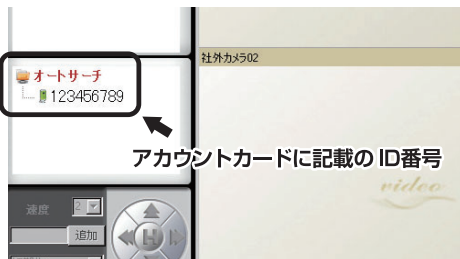 社外カメラ02
オートサーチ
123456789
アカウントカードに記載のID番号
video
速度 2
追加
H